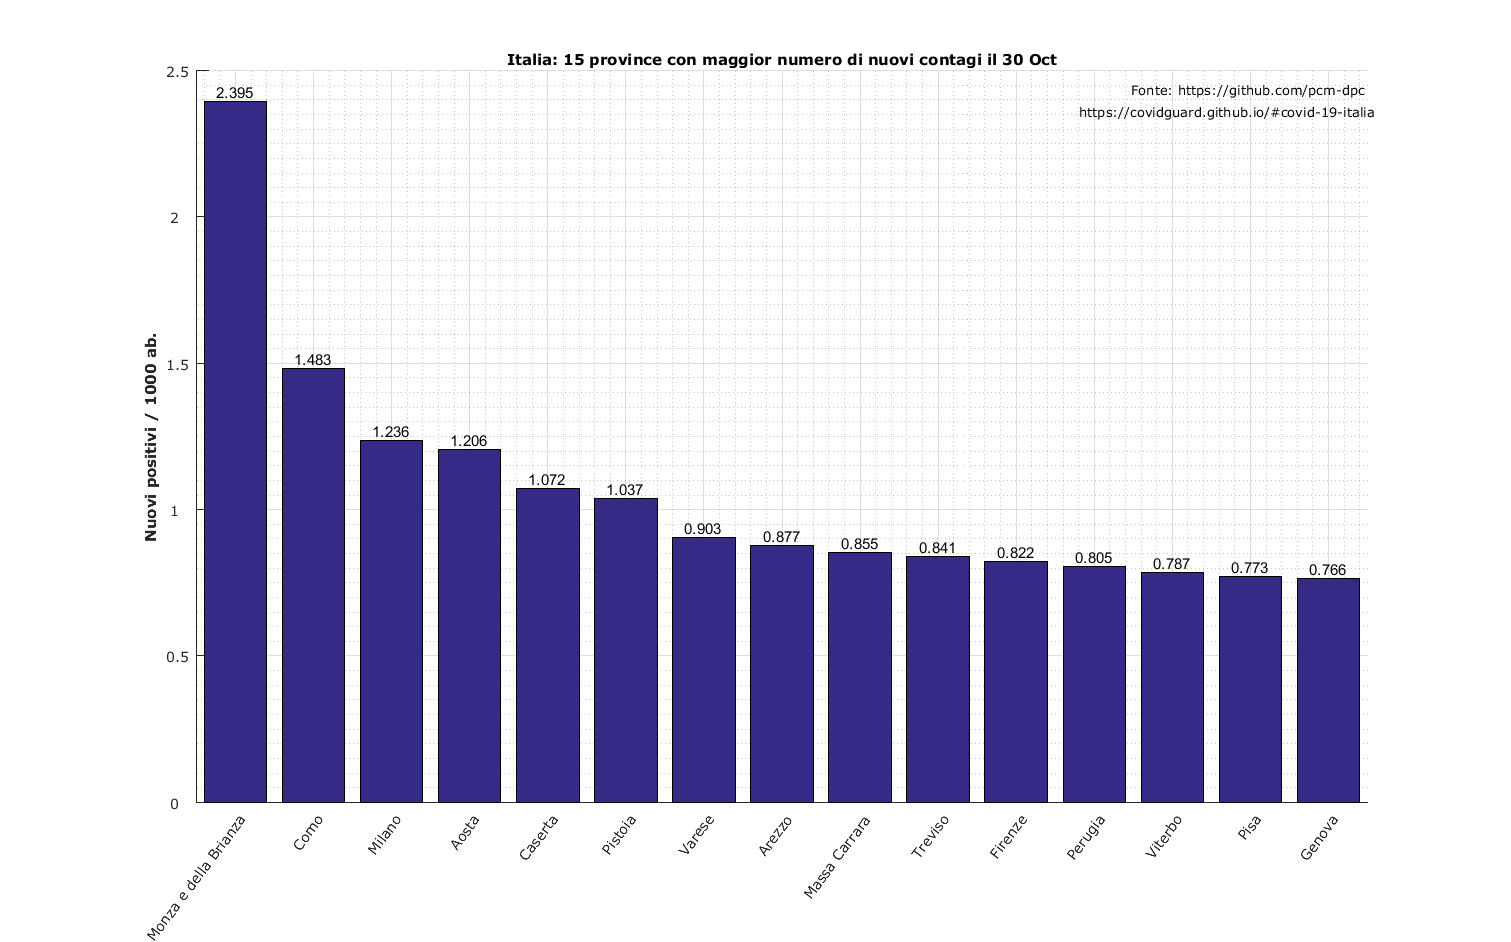 Italia: 15 province con maggior numero di nuovi contagi il 30 Oct
Fonte: https://github.com/pcm-dpc
https://covidguard.github.io/#covid-19-italia
Nuovi positivi / 1000 ab.
2.5
2
1.5
1
0.5
0
2.395
1.483
1.236
1.206
1.072
1.037
0.903
0.877
0.855
0.841
0.822
0.805
0.787
0.773
0.766
Monza e della Brianza
Como
Milano
Aosta
Caserta
Pistoia
Varese
Arezzo
Massa Carrara
Treviso
Firenze
Perugia
Viterbo
Pisa
Genova